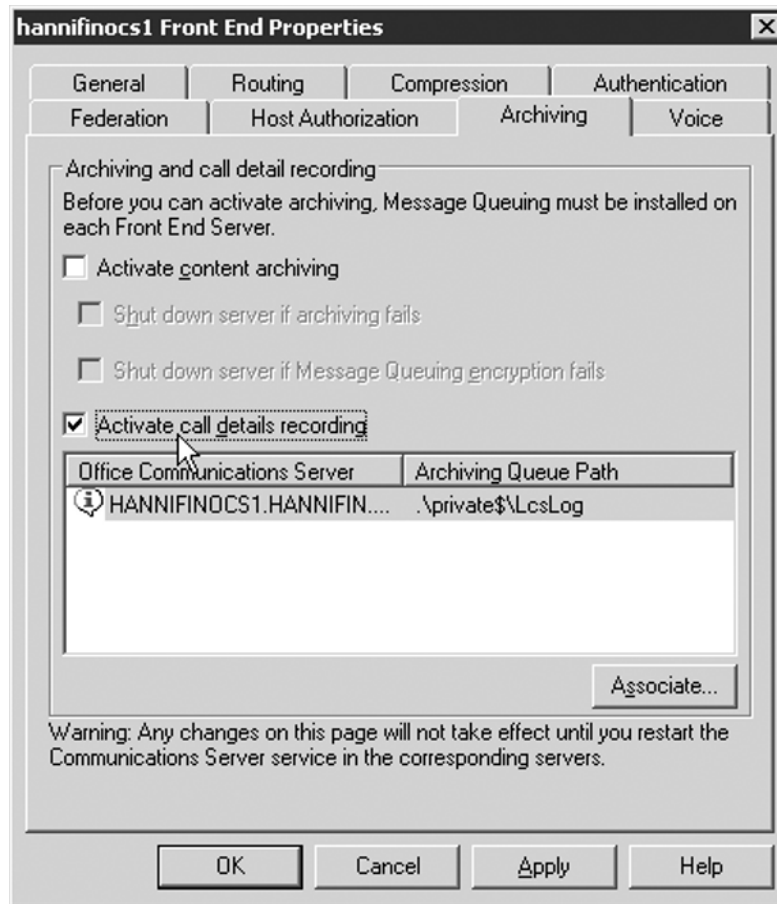 hannifinocs1 Front End Properties
General Routing Compression Authentication
Federation Host Authorization Archiving Voice
Archiving and call detail recording
Before you can activate archiving, Message Queuing must be installed on
each Front End Server.
Activate content archiving
Shut down server if archiving fails
Shut down server if Message Queuing encryption fails
Activate call details recording
Office Communications Server Archiving Queue Path
HANNIFINOCS1.HANNIFIN.... .\private$\LcsLog
Associate...
Warning: Any changes on this page will not take effect until you restart the
Communications Server service in the corresponding servers.
OK Cancel Apply Help